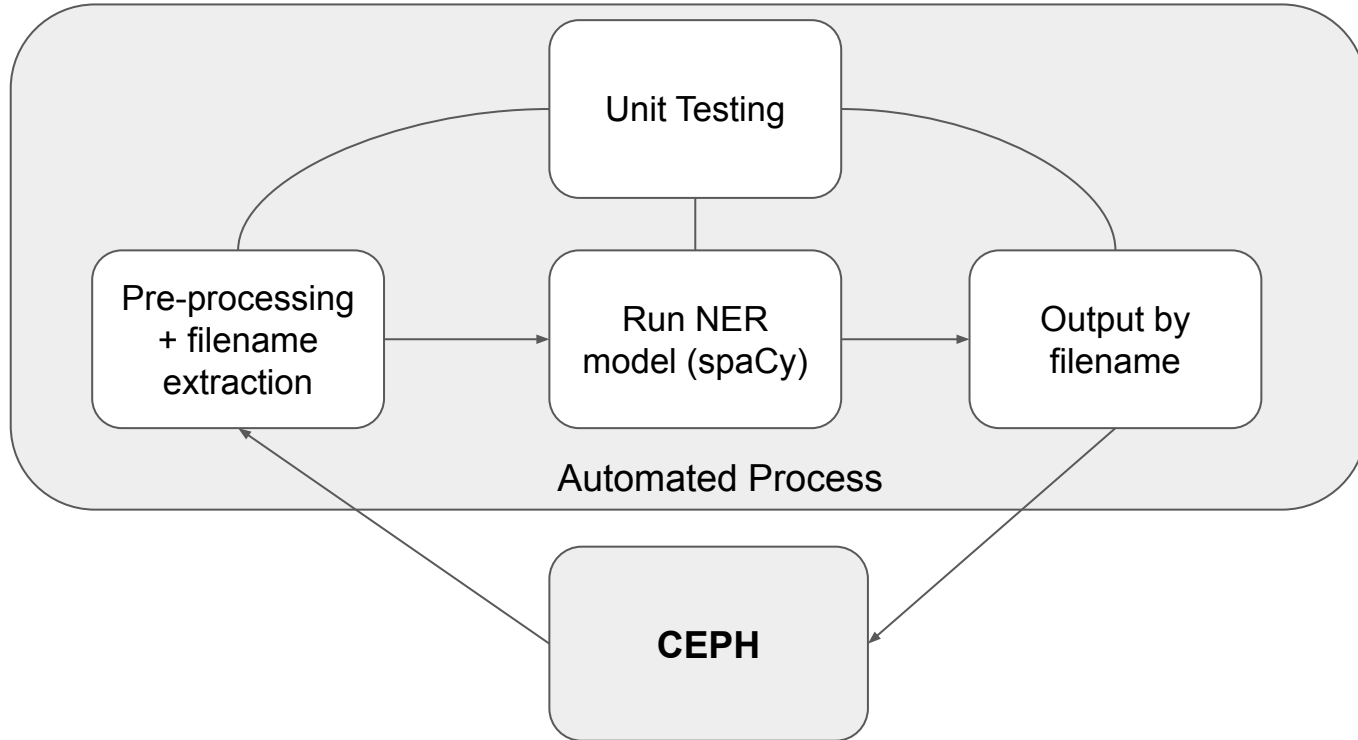 Unit Testing
Pre-processing
+ filename
extraction
Run NER
model (spaCy)
Output by
filename
Automated Process
CEPH